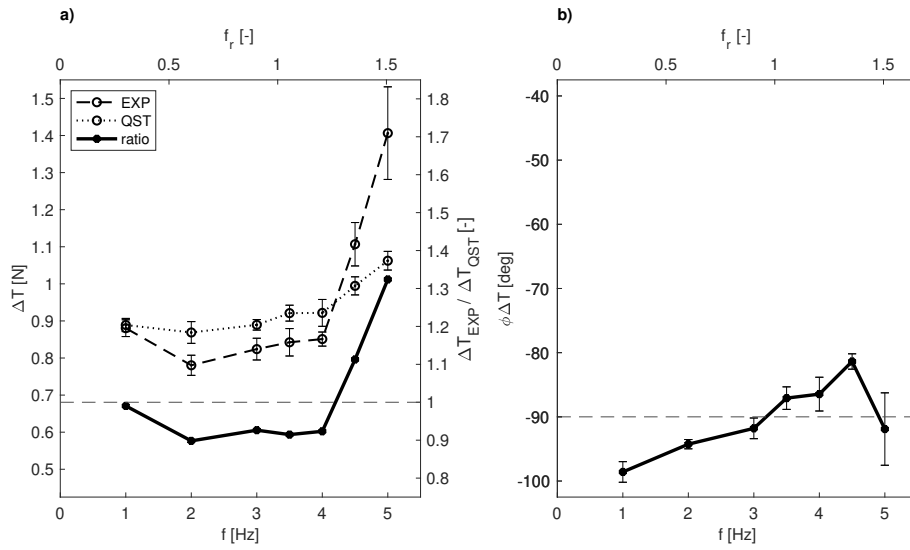 a)
f_r [-]
0 0.5 1 1.5
1.5
1.4
1.3
1.2
1.1
1
0.9
0.8
0.7
0.6
0.5
ΔT [N]
EXP
QST
ratio
1.8
1.7
1.6
1.5
1.4
1.3
1.2
1.1
1
0.9
0.8
ΔT_EXP / ΔT_QST [-]
0 1 2 3 4 5
f [Hz]
b)
f_r [-]
0 0.5 1 1.5
-40
-50
-60
-70
-80
-90
-100
ϕΔT [deg]
0 1 2 3 4 5
f [Hz]